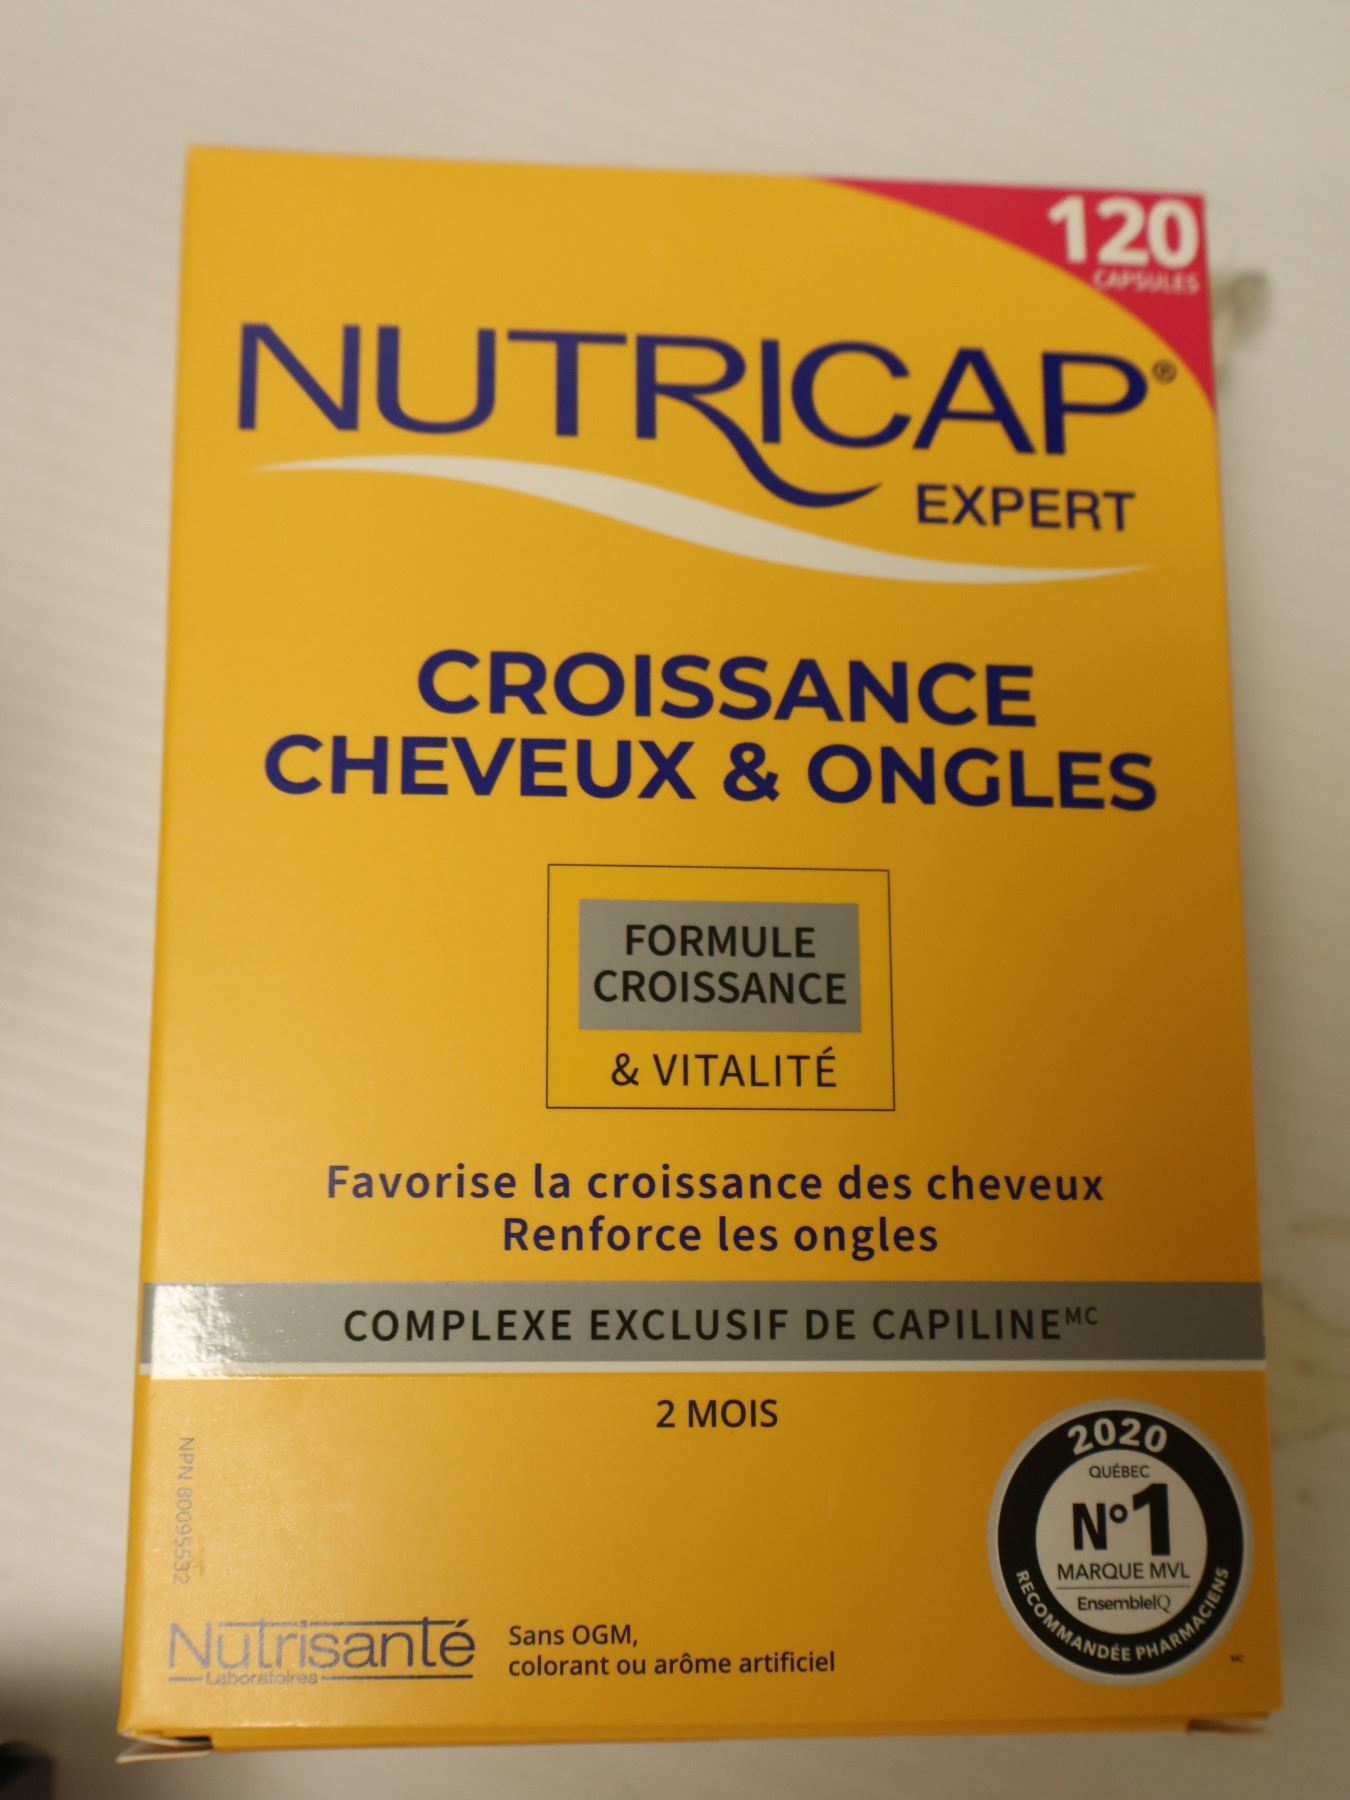 120
CAPSULES
NUTRICAP®
EXPERT
CROISSANCE
CHEVEUX & ONGLES
FORMULE
CROISSANCE
& VITALITÉ
Favorise la croissance des cheveux
Renforce les ongles
COMPLEXE EXCLUSIF DE CAPILINEMC
2 MOIS
NPN 80095532
Nutrisanté
Laboratoires
Sans OGM,
colorant ou arôme artificiel
2020
QUÉBEC
Nº1
MARQUE MVL
EnsembleIQ
RECOMMANDÉE PHARMACIENS
MC